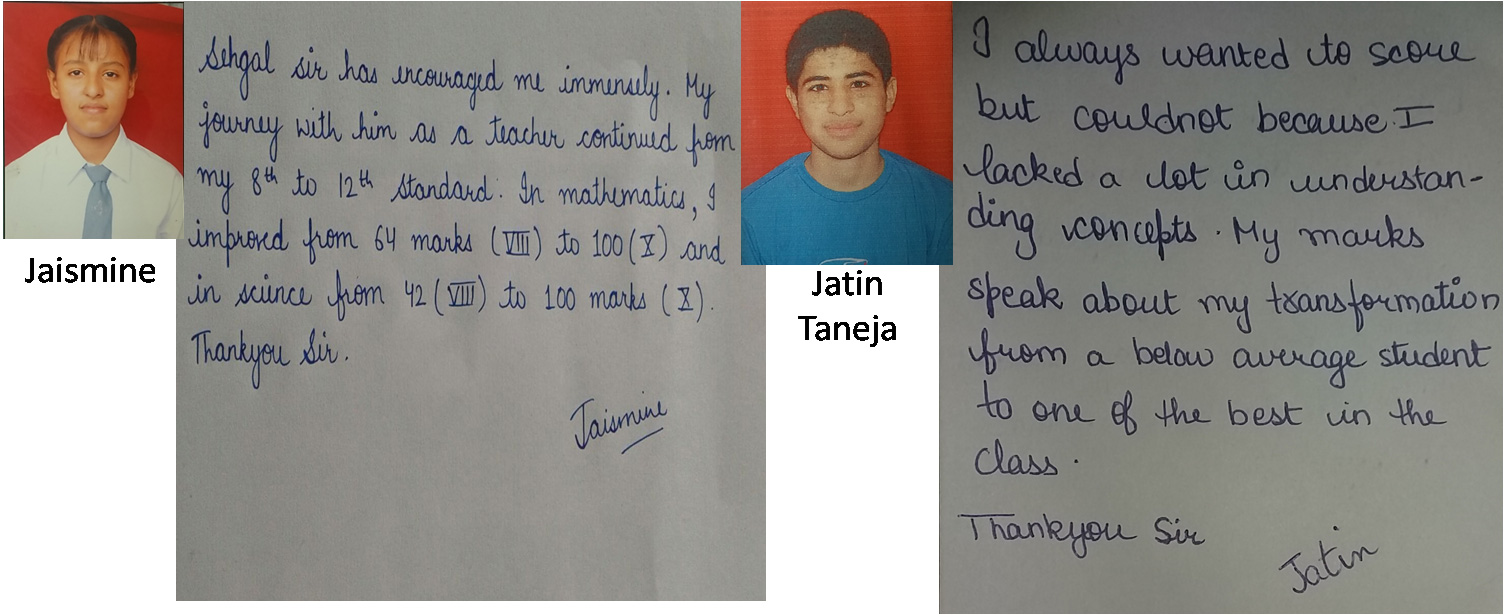 Sehgal sir has encouraged me immensely. My
journey with him as a teacher continued from
my 8th to 12th standard. In mathematics, I
improved from 64 marks (VIII) to 100 (X) and
in science from 42 (VIII) to 100 marks (X).
Thankyou Sir.
Jaismine
Jaismine
I always wanted to score
but couldnot because I
lacked a lot in understan-
ding concepts. My marks
speak about my transformation
from a below average student
to one of the best in the
class.
Thankyou Sir
Jatin
Jatin
Taneja